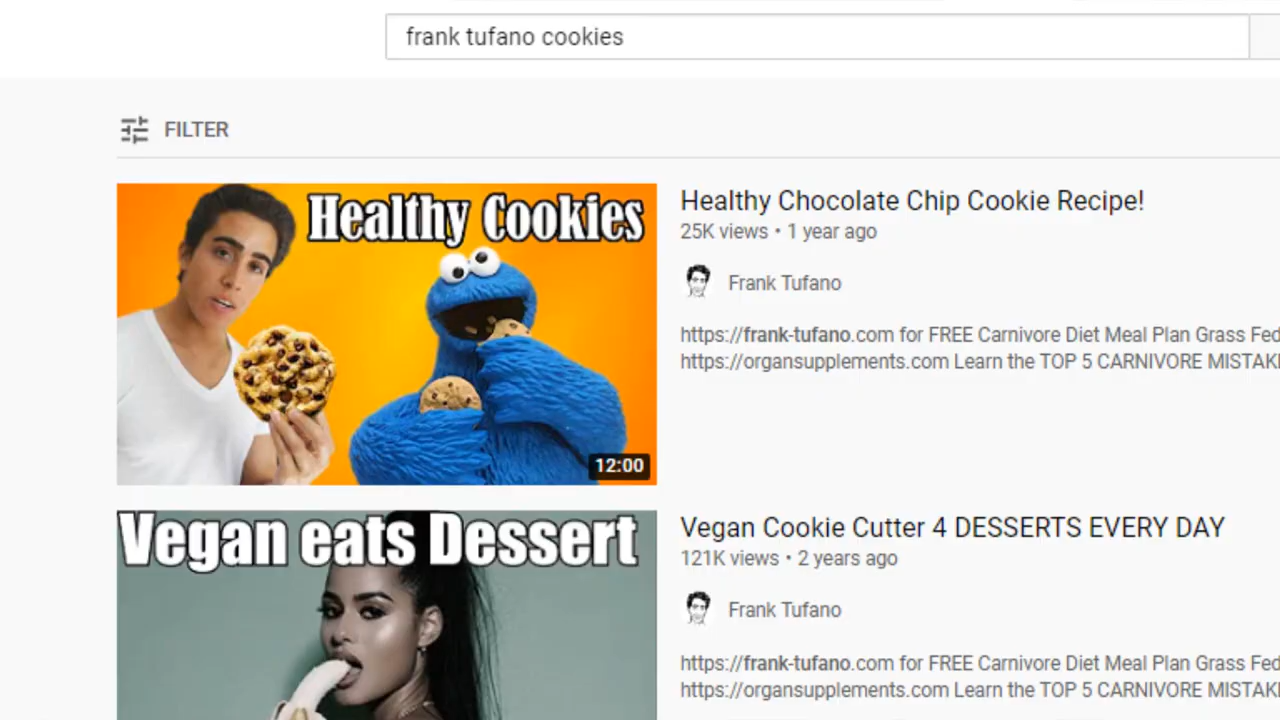 frank tufano cookies
FILTER
Healthy Cookies
12:00
Healthy Chocolate Chip Cookie Recipe!
25K views • 1 year ago
Frank Tufano
https://frank-tufano.com for FREE Carnivore Diet Meal Plan Grass Fed
https://organsupplements.com Learn the TOP 5 CARNIVORE MISTAK
Vegan eats Dessert
Vegan Cookie Cutter 4 DESSERTS EVERY DAY
121K views • 2 years ago
Frank Tufano
https://frank-tufano.com for FREE Carnivore Diet Meal Plan Grass Fed
https://organsupplements.com Learn the TOP 5 CARNIVORE MISTAK